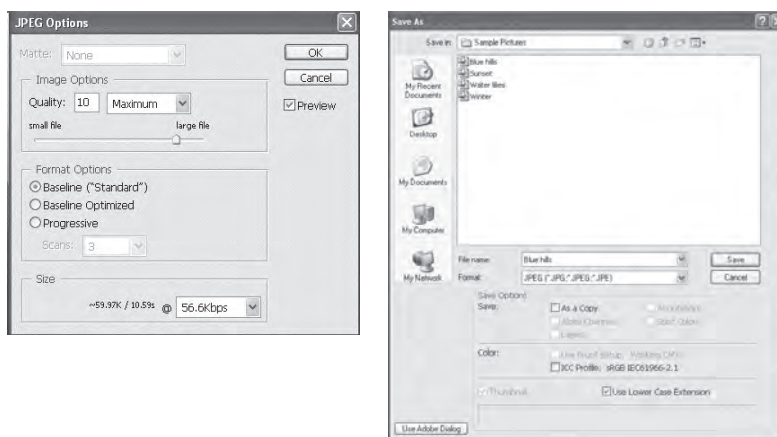 JPEG Options
Matte: None
OK
Image Options
Cancel
Quality: 10 Maximum
Preview
small file large file
Format Options
Baseline ("Standard")
Baseline Optimized
Progressive
Scans: 3
Size
~59.97K / 10.59s @ 56.6Kbps
Save As
Save in: Sample Pictures
Blue hills
Sunset
Water lilies
Winter
My Recent
Documents
Desktop
My Documents
My Computer
My Network
File name: Blue hills Save
Format: JPEG (*.JPG;*.JPEG;*.JPE) Cancel
Save Options
Save: As a Copy Annotations
Alpha Channels Spot Colors
Layers
Color: Use Proof Setup: Working CMYK
ICC Profile: sRGB IEC61966-2.1
Thumbnail Use Lower Case Extension
Use Adobe Dialog